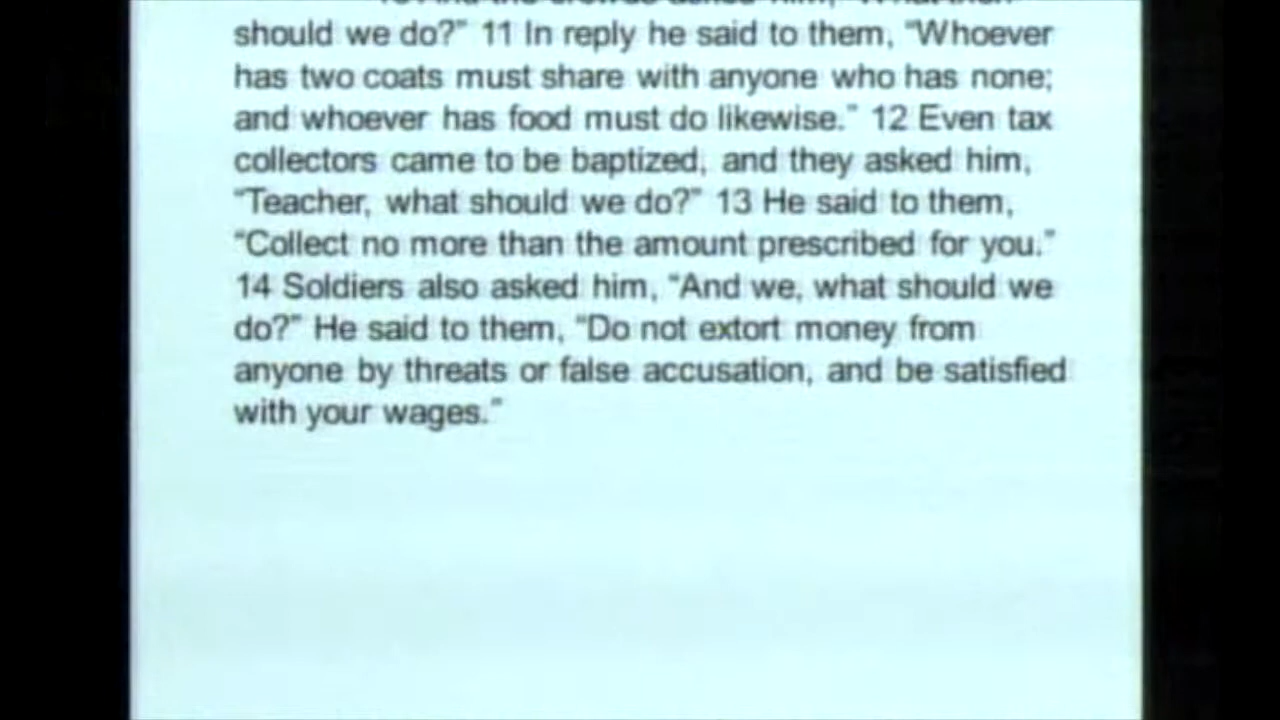 should we do?” 11 In reply he said to them, “Whoever
has two coats must share with anyone who has none;
and whoever has food must do likewise.” 12 Even tax
collectors came to be baptized, and they asked him,
“Teacher, what should we do?” 13 He said to them,
“Collect no more than the amount prescribed for you.”
14 Soldiers also asked him, “And we, what should we
do?” He said to them, “Do not extort money from
anyone by threats or false accusation, and be satisfied
with your wages.”